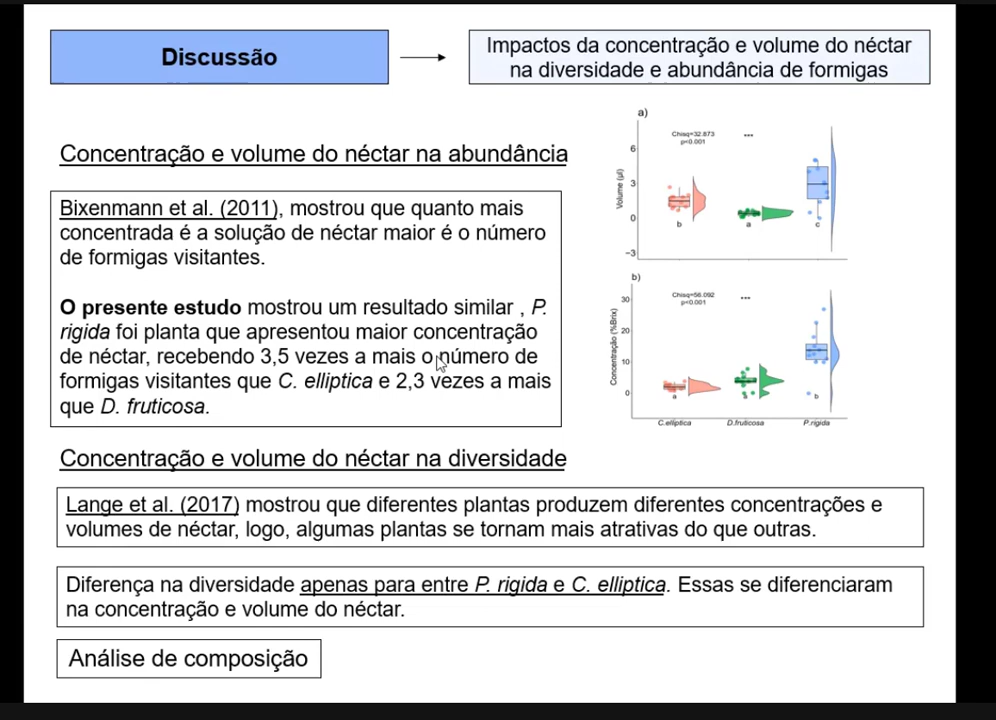 Discussão
Impactos da concentração e volume do néctar
na diversidade e abundância de formigas
Concentração e volume do néctar na abundância
Bixenmann et al. (2011), mostrou que quanto mais
concentrada é a solução de néctar maior é o número
de formigas visitantes.
O presente estudo mostrou um resultado similar , P.
rigida foi planta que apresentou maior concentração
de néctar, recebendo 3,5 vezes a mais o número de
formigas visitantes que C. elliptica e 2,3 vezes a mais
que D. fruticosa.
a)
Chisq=32.873
p<0.001
***
Volume (µl)
6
3
0
−3
b
a
c
b)
Chisq=56.092
p<0.001
***
Concentração (%Brix)
30
20
10
0
a
a
b
C.elliptica
D.fruticosa
P.rigida
Concentração e volume do néctar na diversidade
Lange et al. (2017) mostrou que diferentes plantas produzem diferentes concentrações e
volumes de néctar, logo, algumas plantas se tornam mais atrativas do que outras.
Diferença na diversidade apenas para entre P. rigida e C. elliptica. Essas se diferenciaram
na concentração e volume do néctar.
Análise de composição